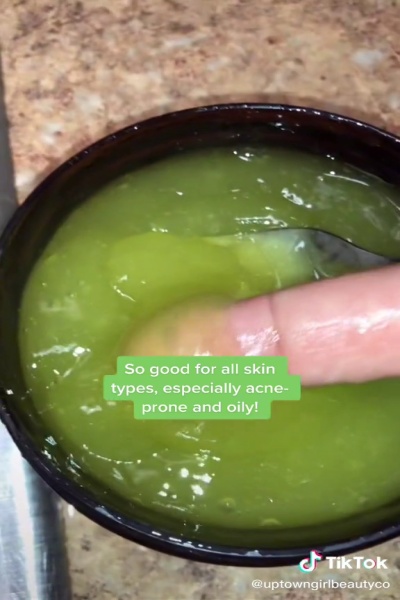 So good for all skin
types, especially acne-
prone and oily!
TikTok
@uptowngirlbeautyco